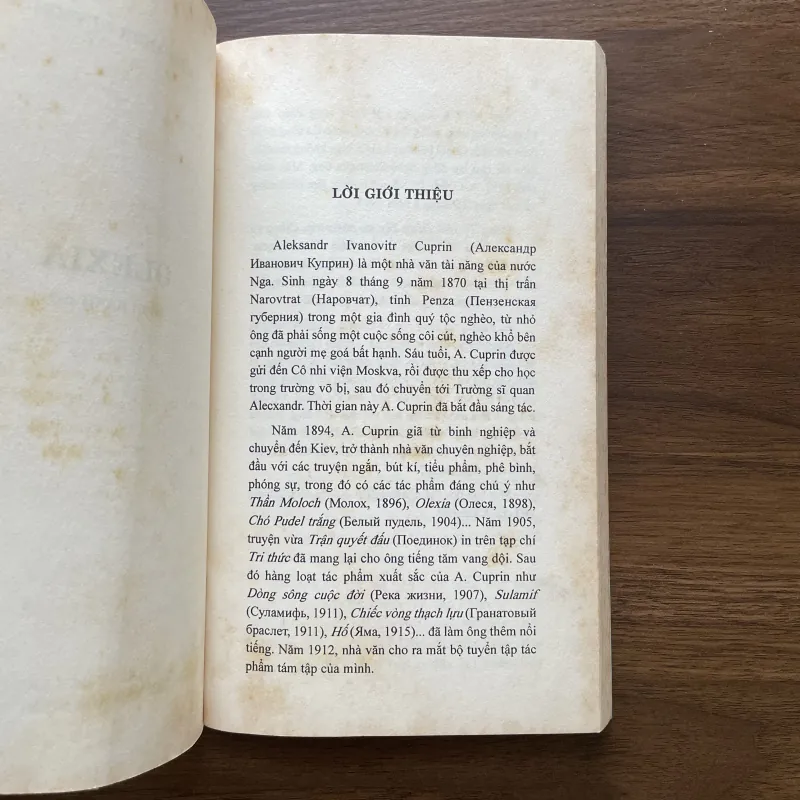 LỜI GIỚI THIỆU
Aleksandr Ivanovitr Cuprin (Александр
Иванович Куприн) là một nhà văn tài năng của nước
Nga. Sinh ngày 8 tháng 9 năm 1870 tại thị trấn
Narovtrat (Наровчат), tỉnh Penza (Пензенская
губерния) trong một gia đình quý tộc nghèo, từ nhỏ
ông đã phải sống một cuộc sống côi cút, nghèo khổ bên
cạnh người mẹ goá bất hạnh. Sáu tuổi, A. Cuprin được
gửi đến Cô nhi viện Moskva, rồi được thu xếp cho học
trong trường võ bị, sau đó chuyển tới Trường sĩ quan
Alecxandr. Thời gian này A. Cuprin đã bắt đầu sáng tác.
Năm 1894, A. Cuprin giã từ binh nghiệp và
chuyển đến Kiev, trở thành nhà văn chuyên nghiệp, bắt
đầu với các truyện ngắn, bút kí, tiểu phẩm, phê bình,
phóng sự, trong đó có các tác phẩm đáng chú ý như
Thần Moloch (Молох, 1896), Olexia (Олеся, 1898),
Chó Pudel trắng (Белый пудель, 1904)... Năm 1905,
truyện vừa Trận quyết đấu (Поединок) in trên tạp chí
Tri thức đã mang lại cho ông tiếng tăm vang dội. Sau
đó hàng loạt tác phẩm xuất sắc của A. Cuprin như
Dòng sông cuộc đời (Река жизни, 1907), Sulamif
(Суламифь, 1911), Chiếc vòng thạch lựu (Гранатовый
браслет, 1911), Hố (Яма, 1915)... đã làm ông thêm nổi
tiếng. Năm 1912, nhà văn cho ra mắt bộ tuyển tập tác
phẩm tám tập của mình.